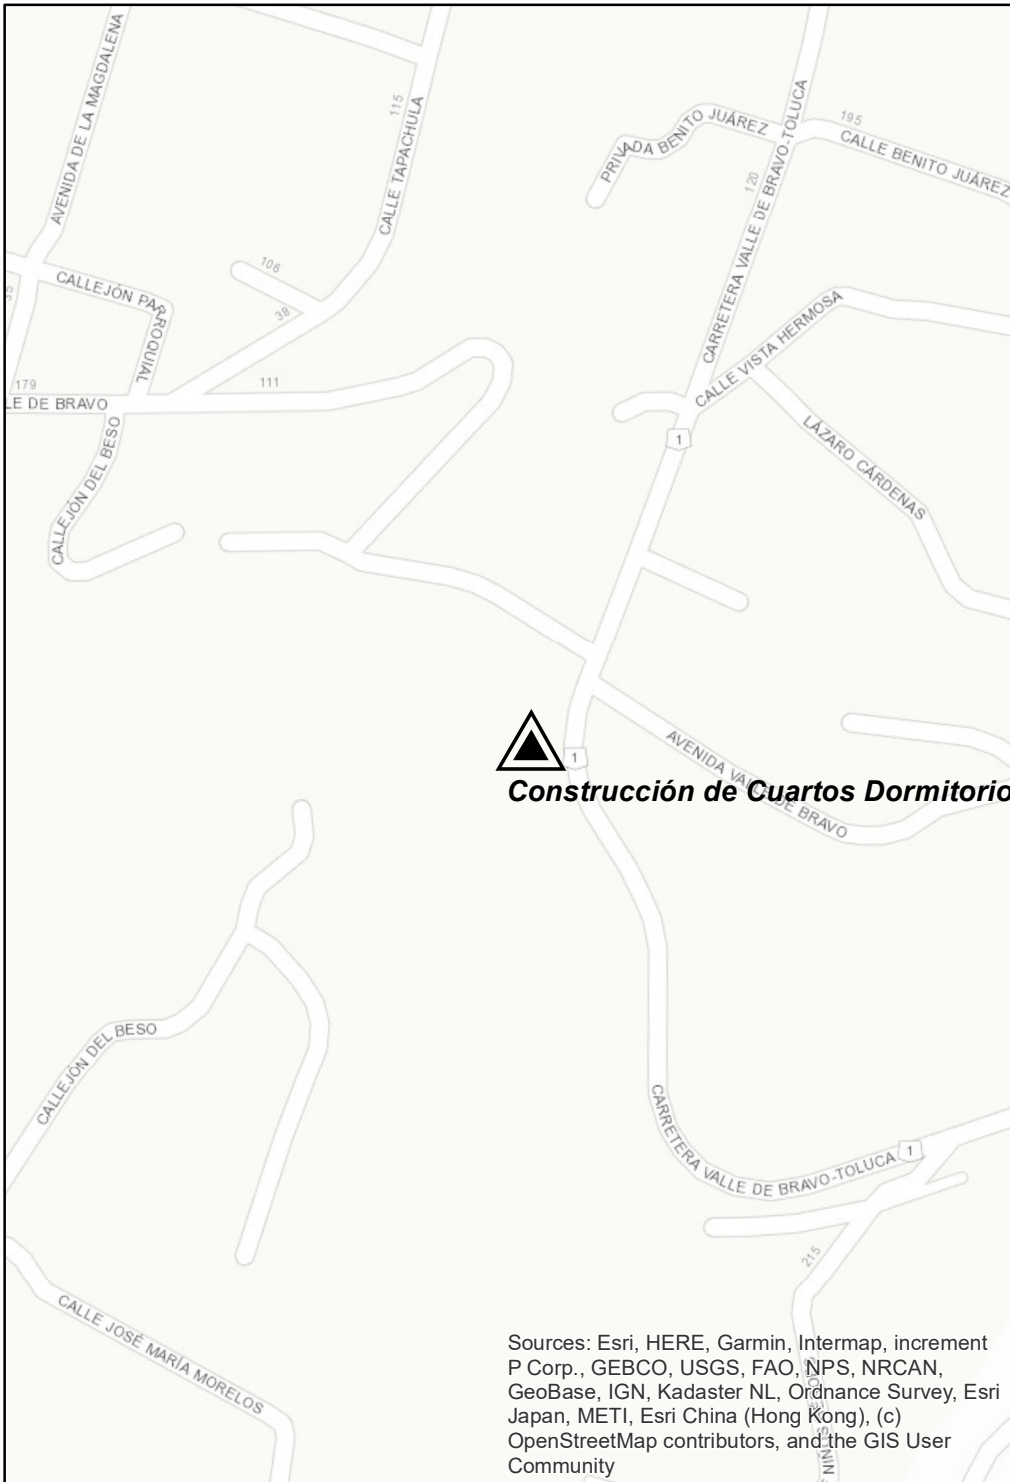 AVENIDA DE LA MAGDALENA
115
CALLE TAPACHULA
PRIVADA BENITO JUÁREZ
195
CALLE BENITO JUÁREZ
120
CARRETERA VALLE DE BRAVO-TOLUCA
106
CALLEJÓN PARROQUIAL
38
CALLE VISTA HERMOSA
179
111
LE DE BRAVO
CALLEJÓN DEL BESO
1
LÁZARO CÁRDENAS
1
AVENIDA VALLE DE BRAVO
Construcción de Cuartos Dormitorio
CALLEJÓN DEL BESO
CARRETERA VALLE DE BRAVO-TOLUCA
1
215
CALLE JOSÉ MARÍA MORELOS
Sources: Esri, HERE, Garmin, Intermap, increment
P Corp., GEBCO, USGS, FAO, NPS, NRCAN,
GeoBase, IGN, Kadaster NL, Ordnance Survey, Esri
Japan, METI, Esri China (Hong Kong), (c)
OpenStreetMap contributors, and the GIS User
Community